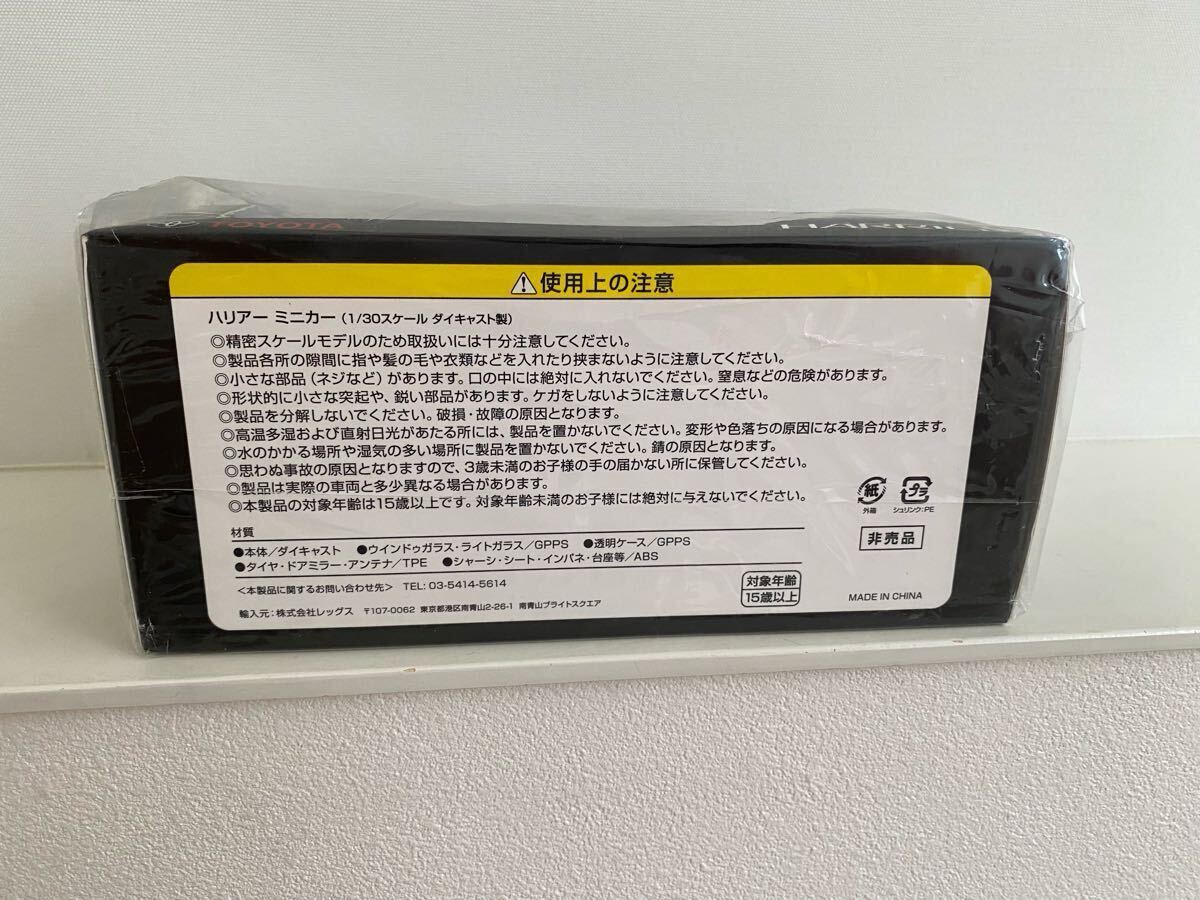 TOYOTA
⚠使用上の注意
ハリアー ミニカー（1/30スケール ダイキャスト製）
◎精密スケールモデルのため取扱いには十分注意してください。
◎製品各所の隙間に指や髪の毛や衣類などを入れたり挟まないように注意してください。
◎小さな部品（ネジなど）があります。口の中には絶対に入れないでください。窒息などの危険があります。
◎形状的に小さな突起や、鋭い部品があります。ケガをしないように注意してください。
◎製品を分解しないでください。破損・故障の原因となります。
◎高温多湿および直射日光があたる所には、製品を置かないでください。変形や色落ちの原因になる場合があります。
◎水のかかる場所や湿気の多い場所に製品を置かないでください。錆の原因となります。
◎思わぬ事故の原因となりますので、3歳未満のお子様の手の届かない所に保管してください。
◎製品は実際の車両と多少異なる場合があります。
◎本製品の対象年齢は15歳以上です。対象年齢未満のお子様には絶対に与えないでください。
紙
外箱
プラ
シュリンク:PE
非売品
材質
●本体/ダイキャスト ●ウインドゥガラス・ライトガラス/GPPS ●透明ケース/GPPS
●タイヤ・ドアミラー・アンテナ/TPE ●シャーシ・シート・インパネ・台座等/ABS
＜本製品に関するお問い合わせ先＞ TEL: 03-5414-5614
輸入元：株式会社レッグス 〒107-0062 東京都港区南青山2-26-1 南青山ブライトスクエア
対象年齢
15歳以上
MADE IN CHINA